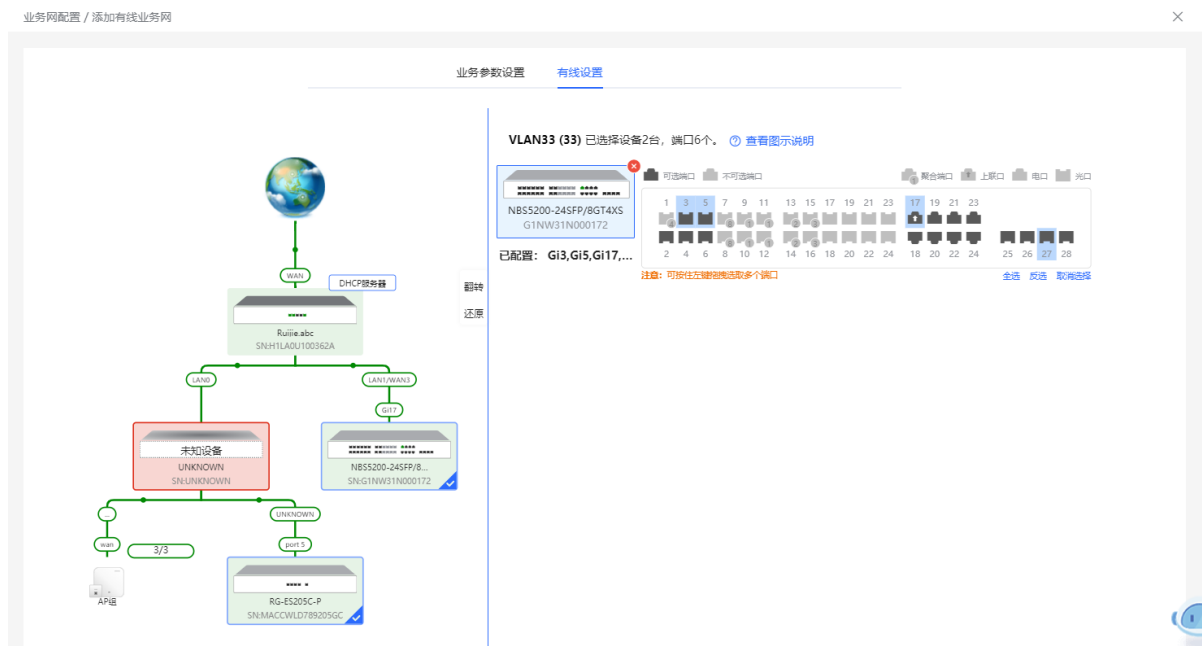 业务网配置 / 添加有线业务网
业务参数设置 有线设置
VLAN33 (33) 已选择设备2台，端口6个。 查看图示说明
可选端口 不可选端口 聚合端口 上联口 电口 光口
NBS5200-24SFP/8GT4XS
G1NW31N000172
已配置： Gi3,Gi5,Gi17,...
1 3 5 7 9 11 13 15 17 19 21 23 17 19 21 23
2 4 6 8 10 12 14 16 18 20 22 24 18 20 22 24 25 26 27 28
注意：可按住左键拖拽选取多个端口
全选 反选 取消选择
翻转
还原
WAN
DHCP服务器
Ruijie.abc
SN:H1LA0U100362A
LAN0
LAN1/WAN3
Gi17
未知设备
UNKNOWN
SN:UNKNOWN
NBS5200-24SFP/8...
SN:G1NW31N000172
...
UNKNOWN
wan
3/3
port 5
AP组
RG-ES205C-P
SN:MACCWLD789205GC